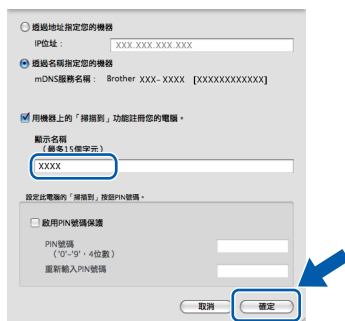 透過地址指定您的機器
IP位址：
XXX.XXX.XXX.XXX
透過名稱指定您的機器
mDNS服務名稱： Brother XXX-XXXX [XXXXXXXXXXXX]
用機器上的「掃描到」功能註冊您的電腦。
顯示名稱
（最多15個字元）
XXXX
設定此電腦的「掃描到」按鈕PIN號碼。
啟用PIN號碼保護
PIN號碼
（'0'-'9'，4位數）
重新輸入PIN號碼
取消
確定